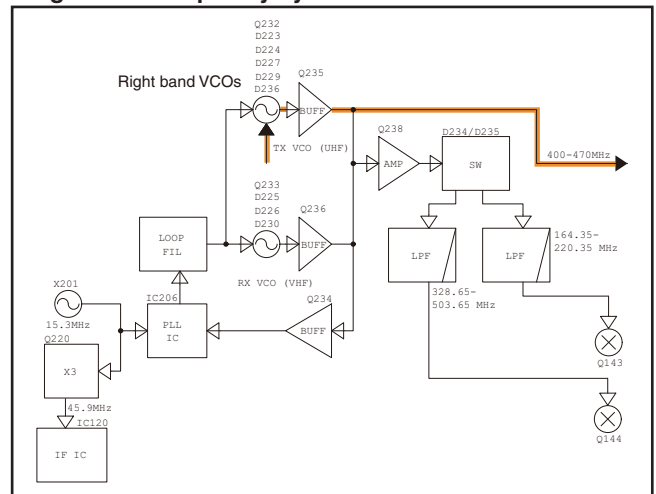 Q232
D223
D224
D227
D229
D236
Right band VCOs
Q235
BUFF
TX VCO (UHF)
Q238
AMP
D234/D235
SW
400-470MHz
Q233
D225
D226
D230
Q236
BUFF
RX VCO (VHF)
LOOP
FIL
LPF
LPF
164.35-
220.35 MHz
328.65-
503.65 MHz
X201
15.3MHz
IC206
PLL
IC
Q234
BUFF
Q220
X3
45.9MHz
IC120
IF IC
Q143
Q144